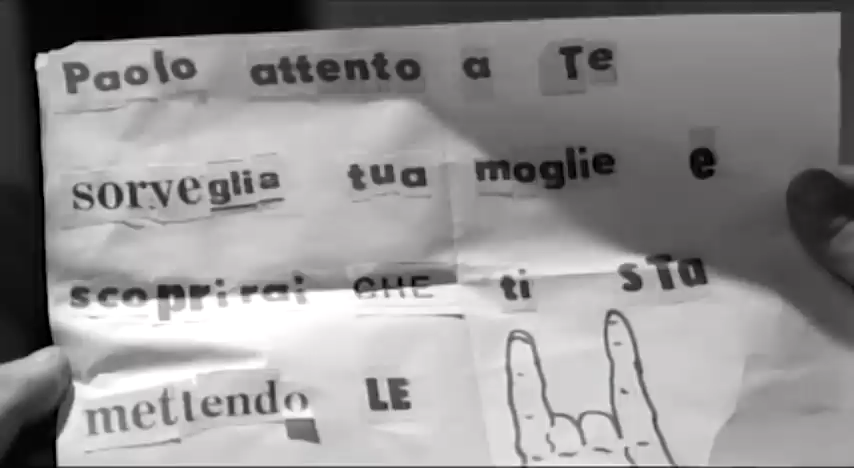 Paolo attento a Te
sorveglia tua moglie e
scoprirai CHE ti sTa
mettendo LE